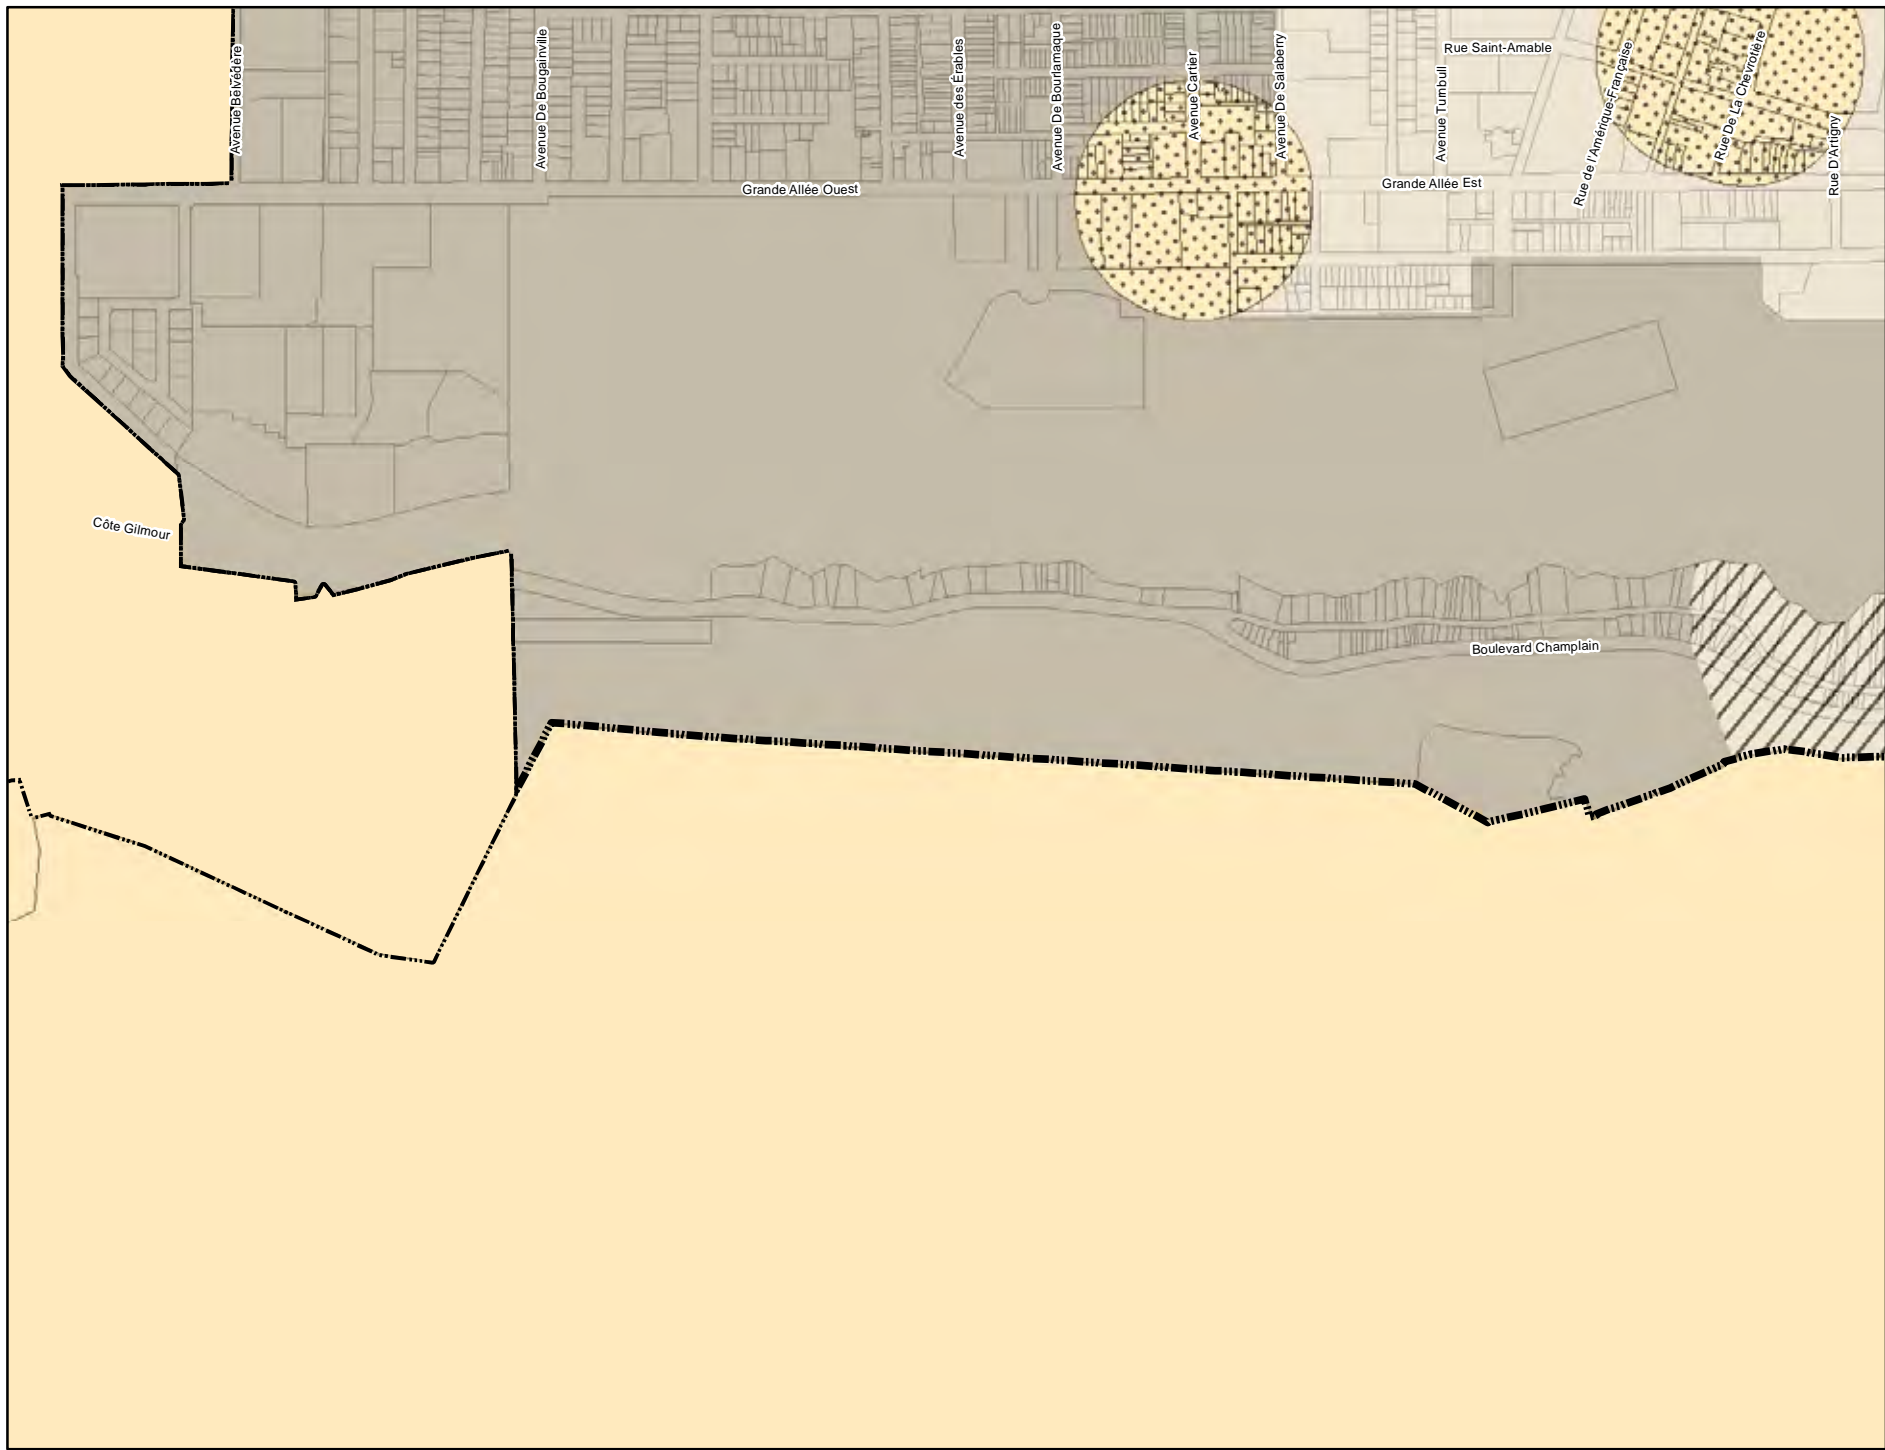 Avenue Belvédère
Avenue De Bougainville
Avenue des Érables
Avenue De Bourlamaque
Avenue Cartier
Avenue De Salaberry
Avenue Turnbull
Rue Saint-Amable
Rue de l'Amérique-Française
Rue De La Chevrotière
Rue D'Artigny
Grande Allée Ouest
Grande Allée Est
Côte Gilmour
Boulevard Champlain